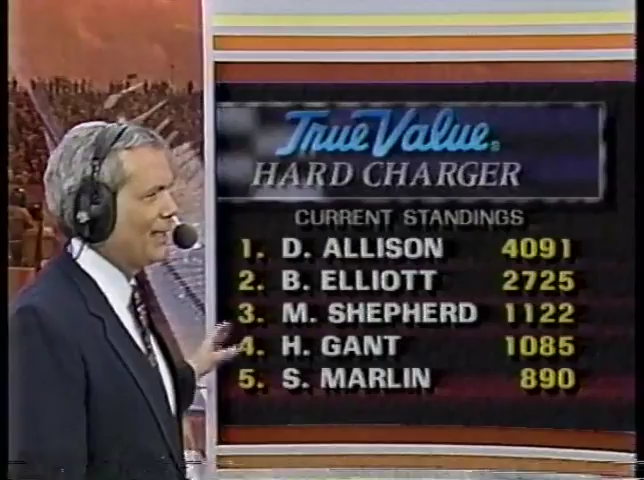 True Value
HARD CHARGER
CURRENT STANDINGS
1. D. ALLISON 4091
2. B. ELLIOTT 2725
3. M. SHEPHERD 1122
4. H. GANT 1085
5. S. MARLIN 890